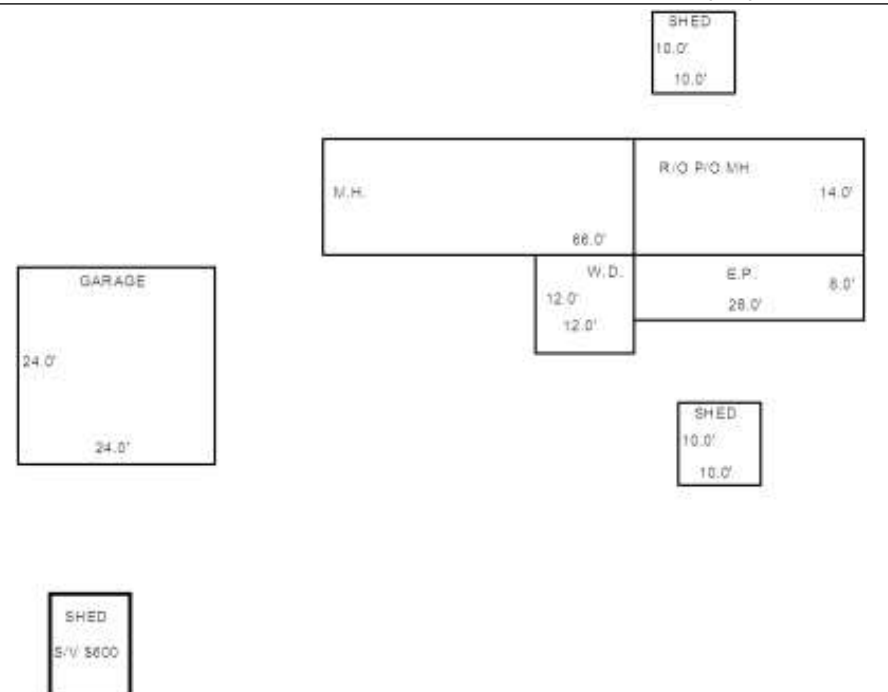 SHED
10.0'
10.0'
R/O P/O MH
M.H.
14.0'
66.0'
W.D.
E.P.
8.0'
12.0'
28.0'
12.0'
GARAGE
24.0'
24.0'
SHED
10.0'
10.0'
SHED
S/V $600